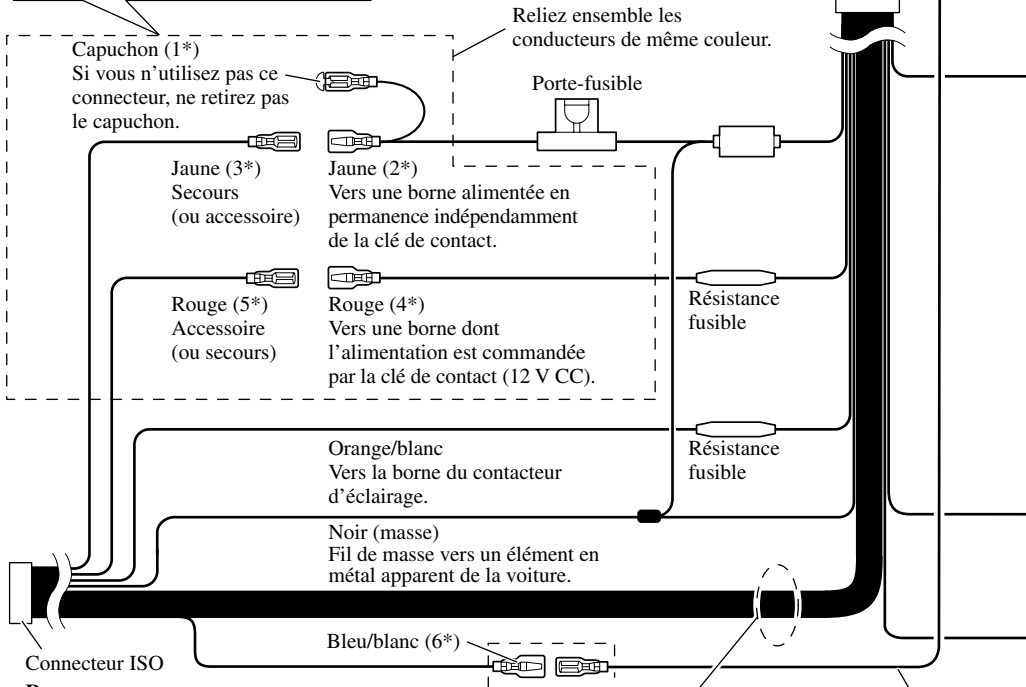 Reliez ensemble les
conducteurs de même couleur.
Capuchon (1*)
Si vous n'utilisez pas ce
connecteur, ne retirez pas
le capuchon.
Porte-fusible
Jaune (3*)
Secours
(ou accessoire)
Jaune (2*)
Vers une borne alimentée en
permanence indépendamment
de la clé de contact.
Rouge (5*)
Accessoire
(ou secours)
Rouge (4*)
Vers une borne dont
l'alimentation est commandée
par la clé de contact (12 V CC).
Résistance
fusible
Orange/blanc
Vers la borne du contacteur
d'éclairage.
Résistance
fusible
Noir (masse)
Fil de masse vers un élément en
métal apparent de la voiture.
Bleu/blanc (6*)
Connecteur ISO